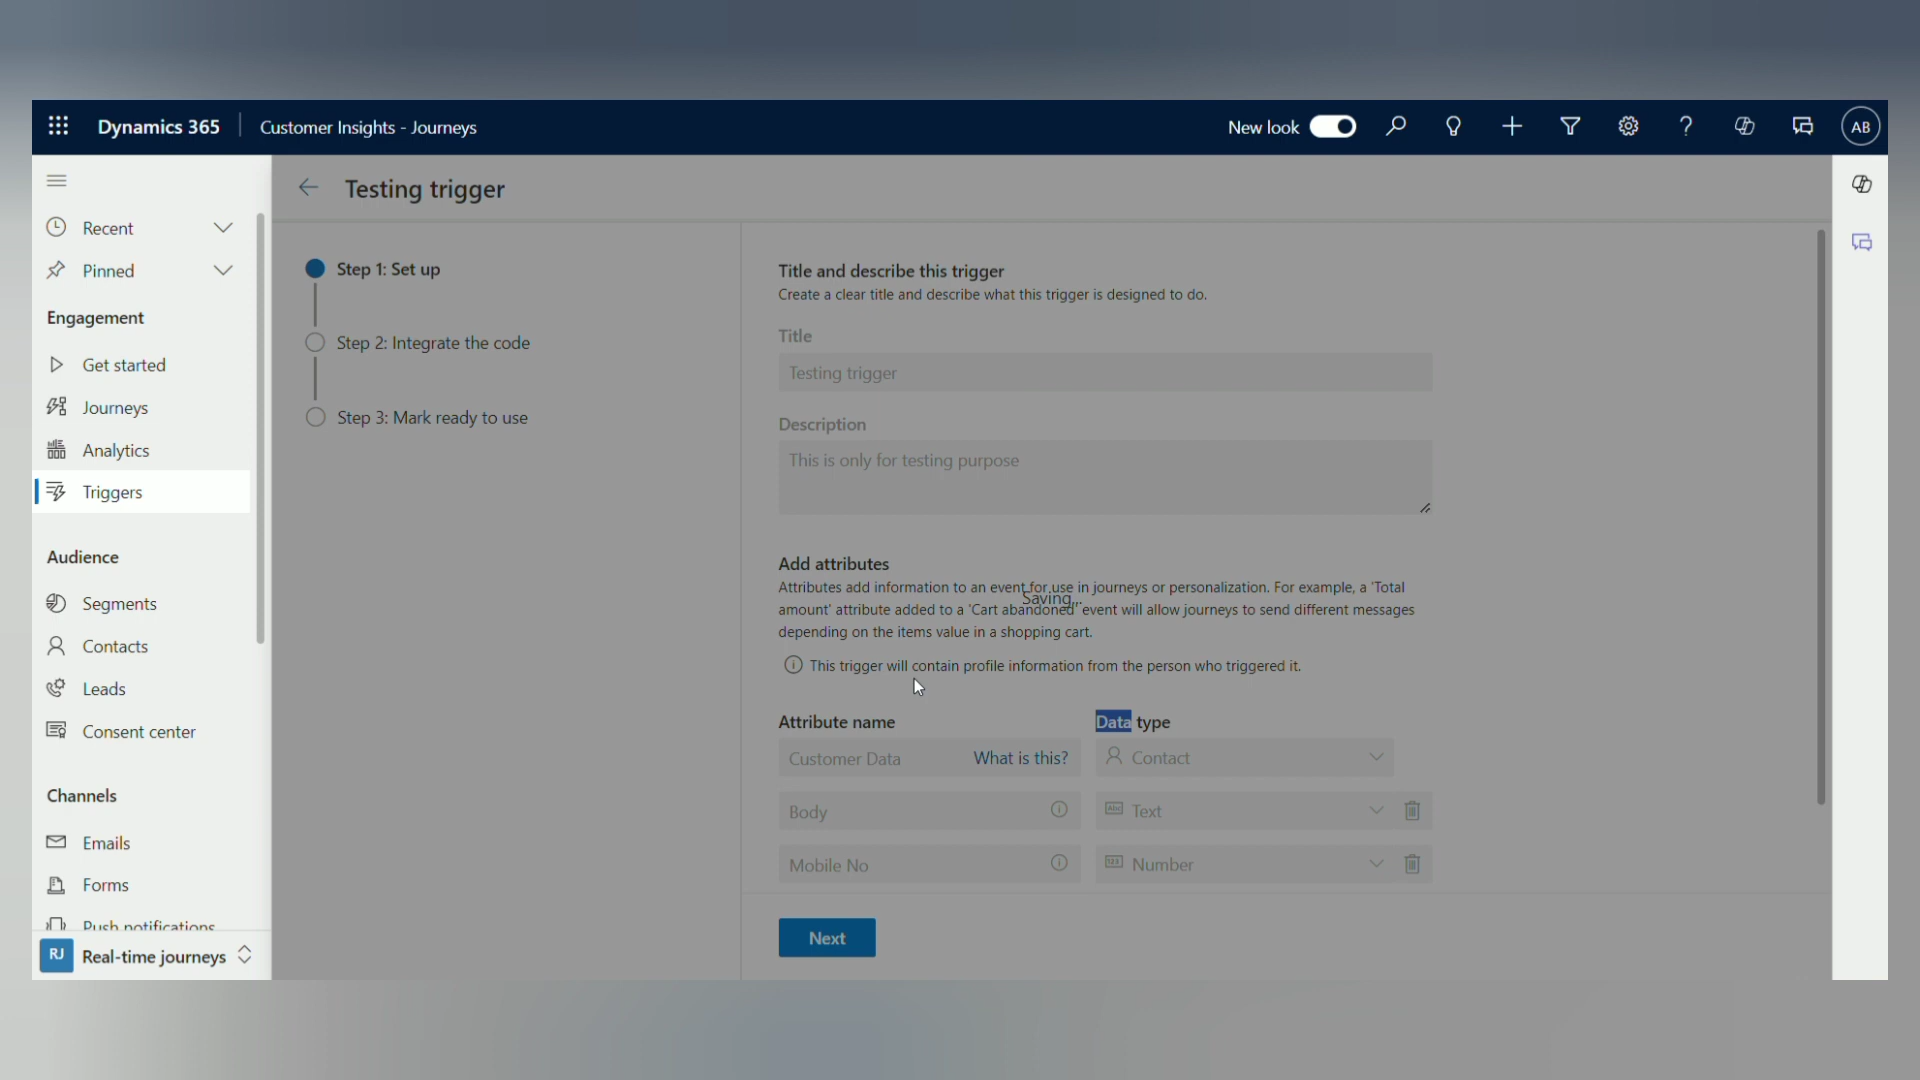 Dynamics 365
Customer Insights - Journeys
New look
AB
Recent
Pinned
Engagement
Get started
Journeys
Analytics
Triggers
Audience
Segments
Contacts
Leads
Consent center
Channels
Emails
Forms
Push notifications
RJ
Real-time journeys
Testing trigger
Step 1: Set up
Step 2: Integrate the code
Step 3: Mark ready to use
Title and describe this trigger
Create a clear title and describe what this trigger is designed to do.
Title
Testing trigger
Description
This is only for testing purpose
Add attributes
Attributes add information to an event for use in journeys or personalization. For example, a 'Total
Saving...
amount' attribute added to a 'Cart abandoned' event will allow journeys to send different messages
depending on the items value in a shopping cart.
This trigger will contain profile information from the person who triggered it.
Attribute name
Data type
Customer Data
What is this?
Contact
Body
Abc
Text
Mobile No
123
Number
Next